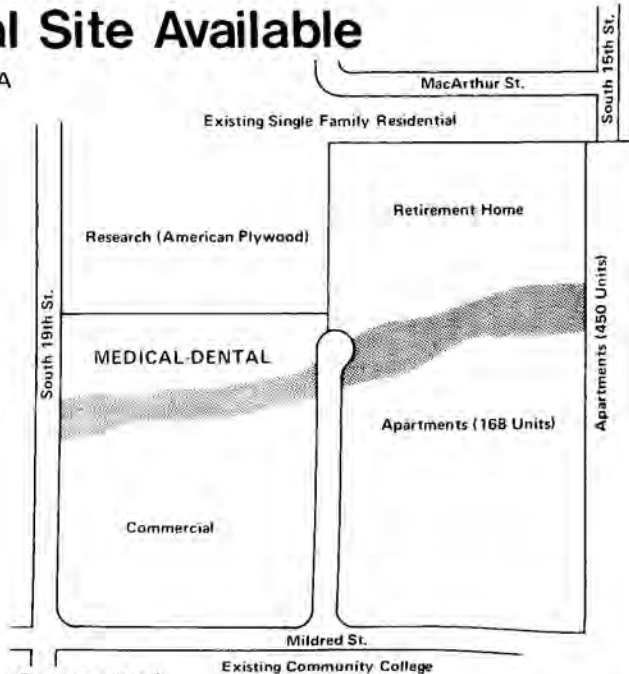 al Site Available
A
South 15th St.
MacArthur St.
Existing Single Family Residential
Retirement Home
Research (American Plywood)
South 19th St.
MEDICAL-DENTAL
Apartments (450 Units)
Apartments (168 Units)
Commercial
Mildred St.
Existing Community College